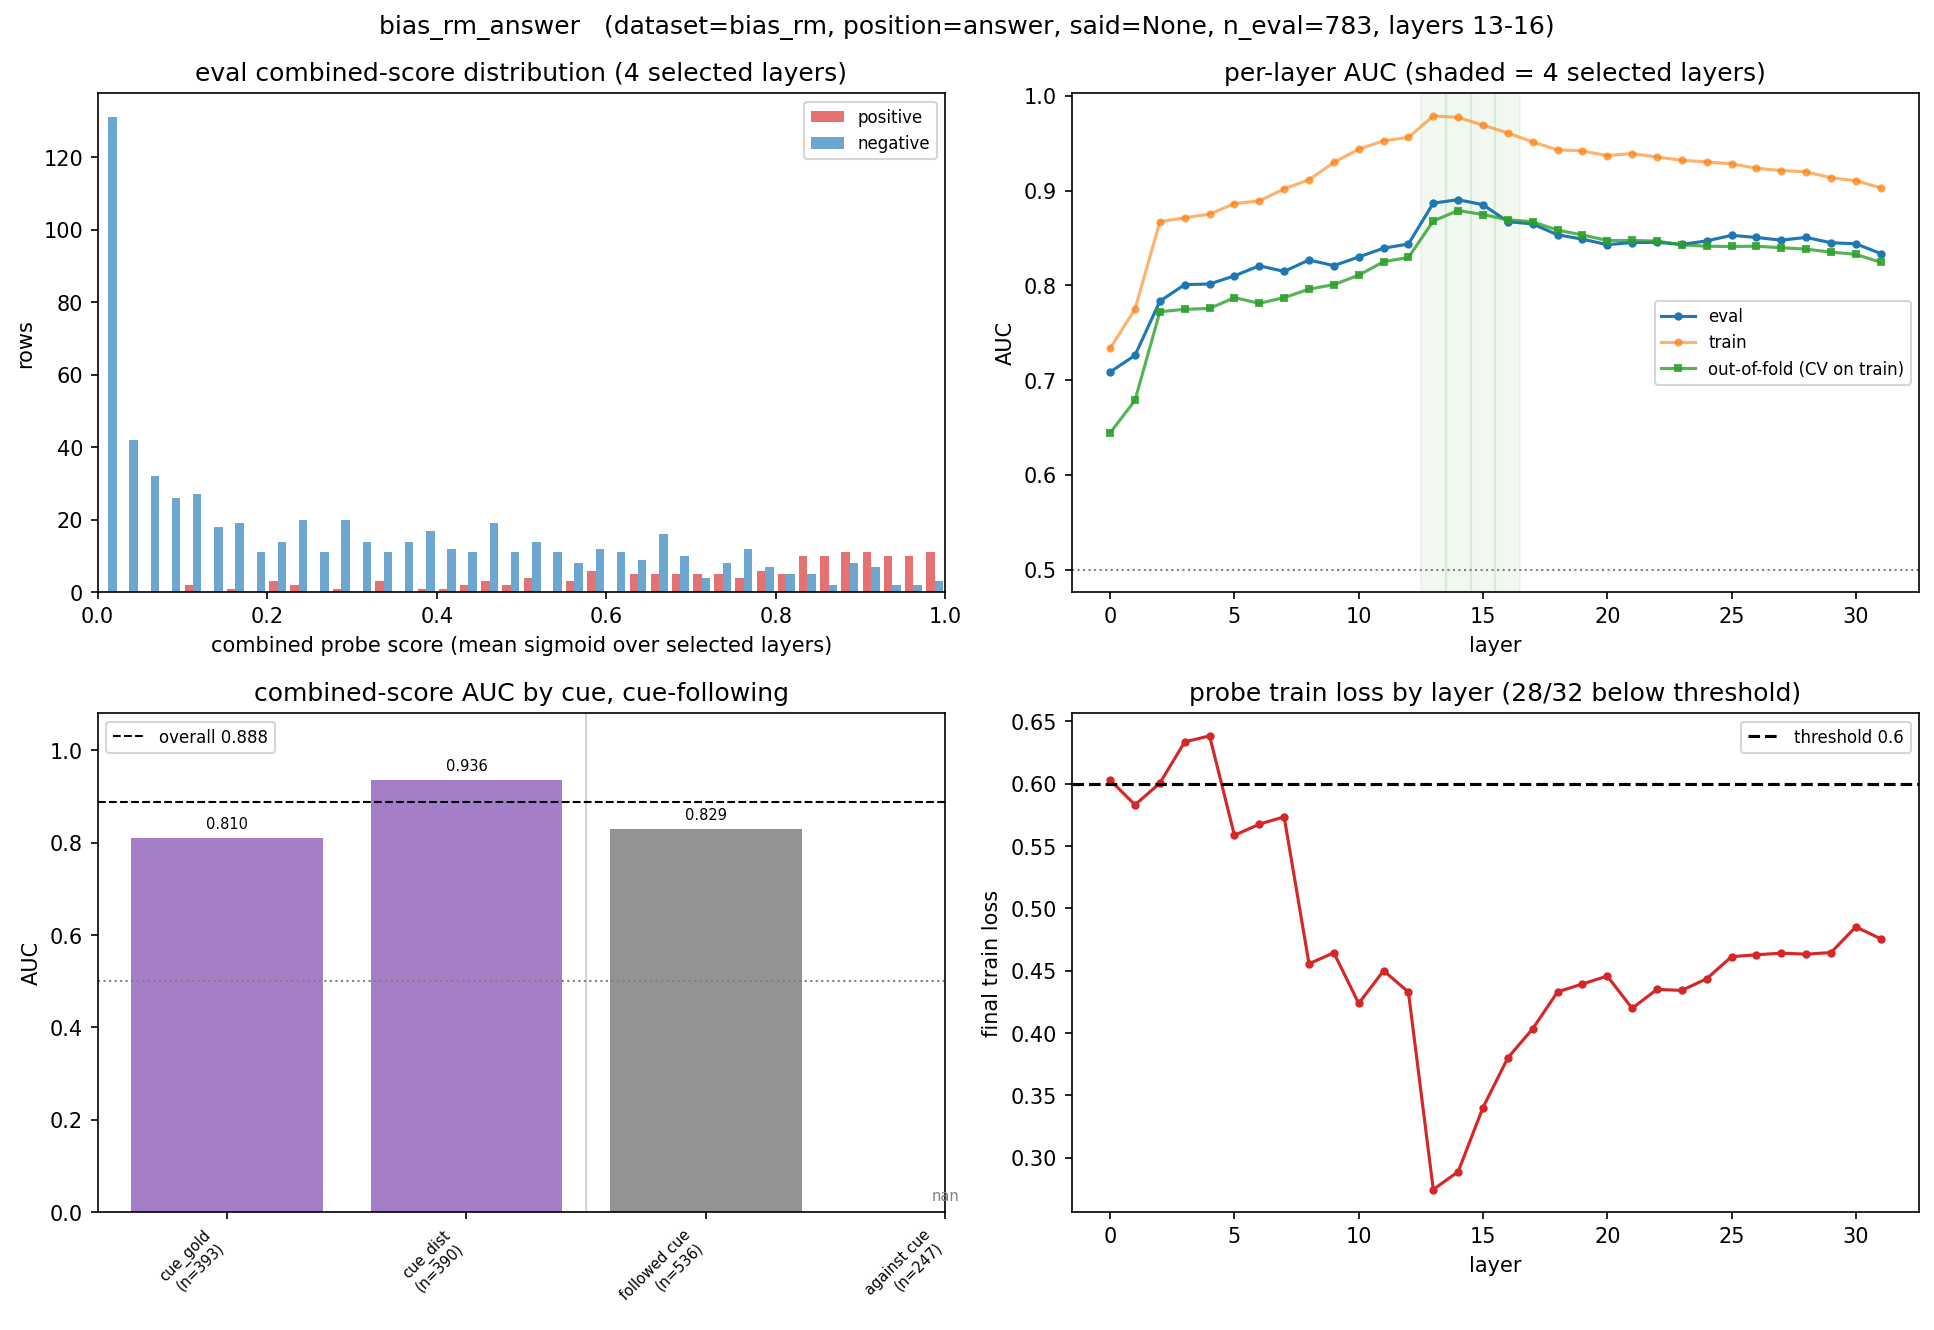 bias_rm_answer   (dataset=bias_rm, position=answer, said=None, n_eval=783, layers 13-16)
eval combined-score distribution (4 selected layers)
positive
negative
rows
120
100
80
60
40
20
0
0.0 0.2 0.4 0.6 0.8 1.0
combined probe score (mean sigmoid over selected layers)
per-layer AUC (shaded = 4 selected layers)
AUC
1.0
0.9
0.8
0.7
0.6
0.5
eval
train
out-of-fold (CV on train)
0 5 10 15 20 25 30
layer
combined-score AUC by cue, cue-following
overall 0.888
AUC
1.0
0.8
0.6
0.4
0.2
0.0
0.810
0.936
0.829
nan
cue_gold
(n=393)
cue_dist
(n=390)
followed cue
(n=536)
against cue
(n=247)
probe train loss by layer (28/32 below threshold)
threshold 0.6
final train loss
0.65
0.60
0.55
0.50
0.45
0.40
0.35
0.30
0 5 10 15 20 25 30
layer